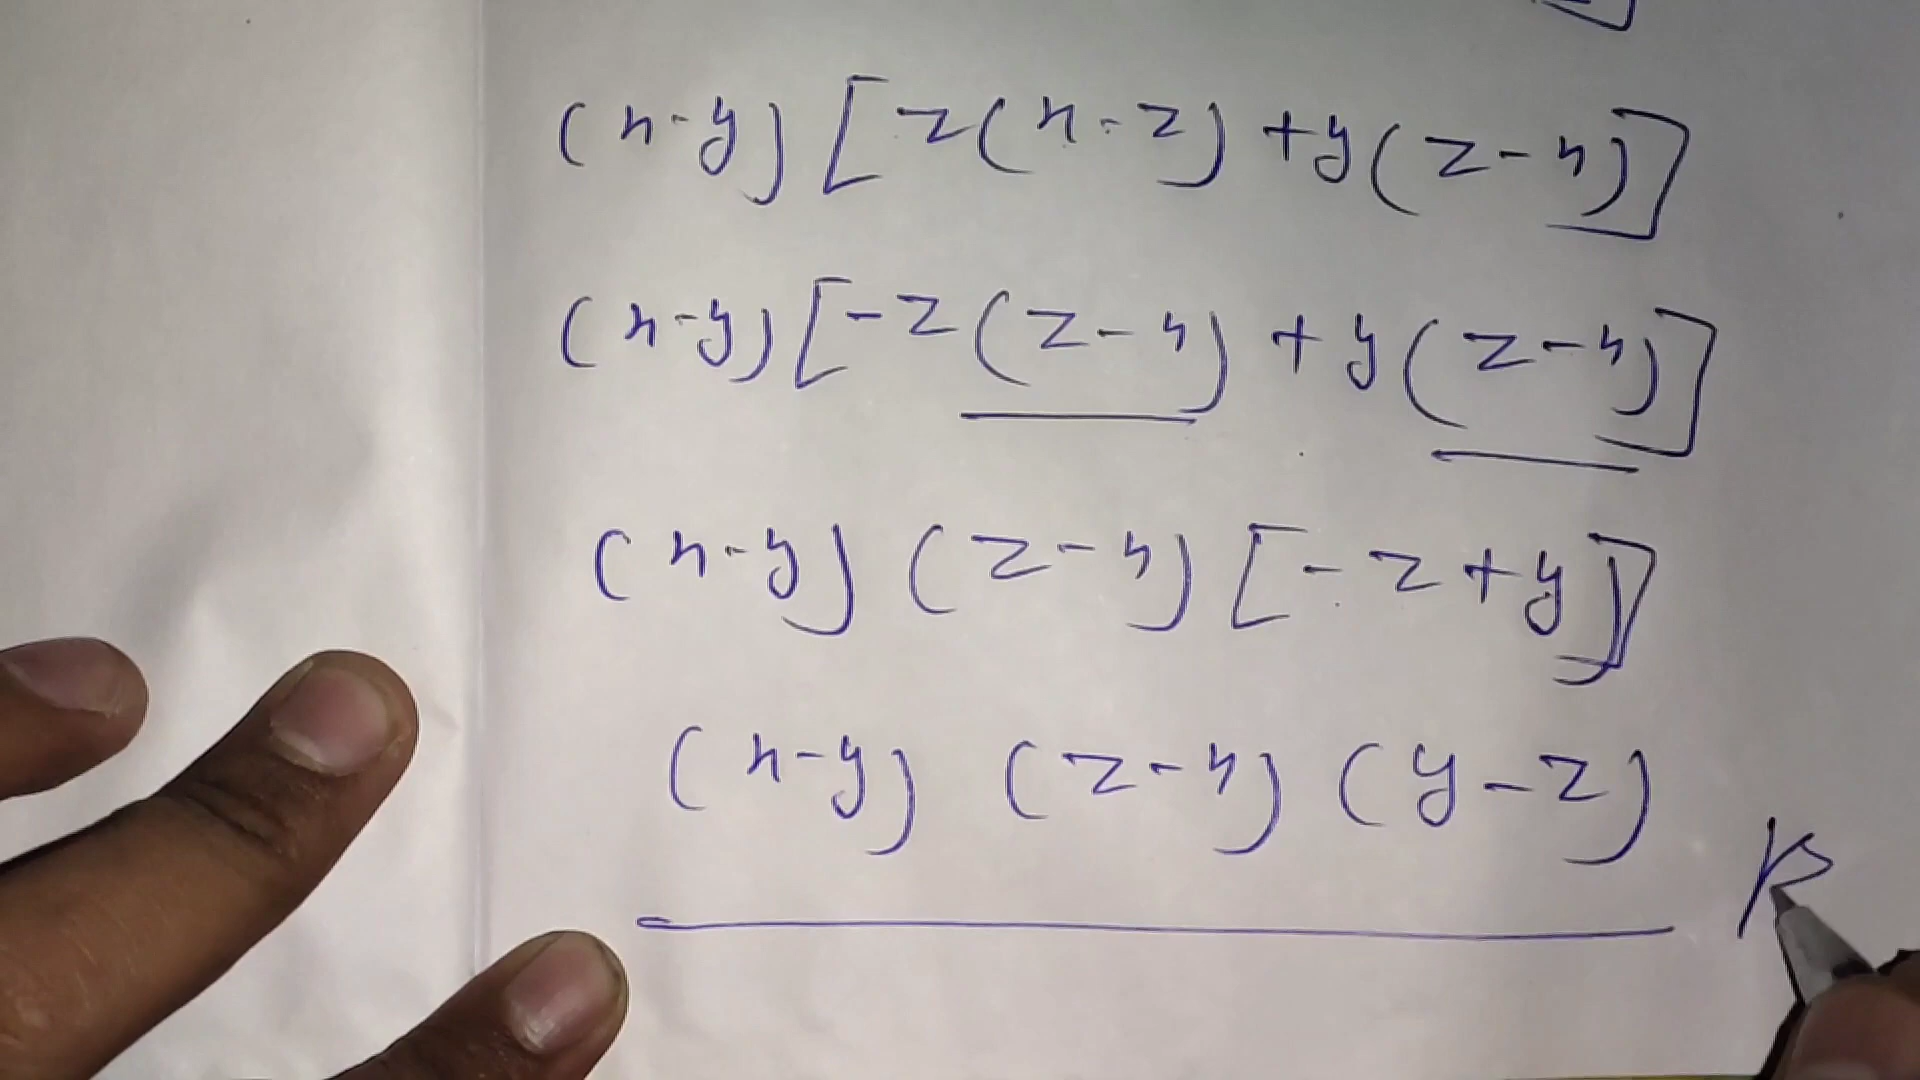 (x-y)[z(x-z)+y(z-x)]
(x-y)[-z(z-x)+y(z-x)]
(x-y)(z-x)[-z+y]
(x-y)(z-x)(y-z)